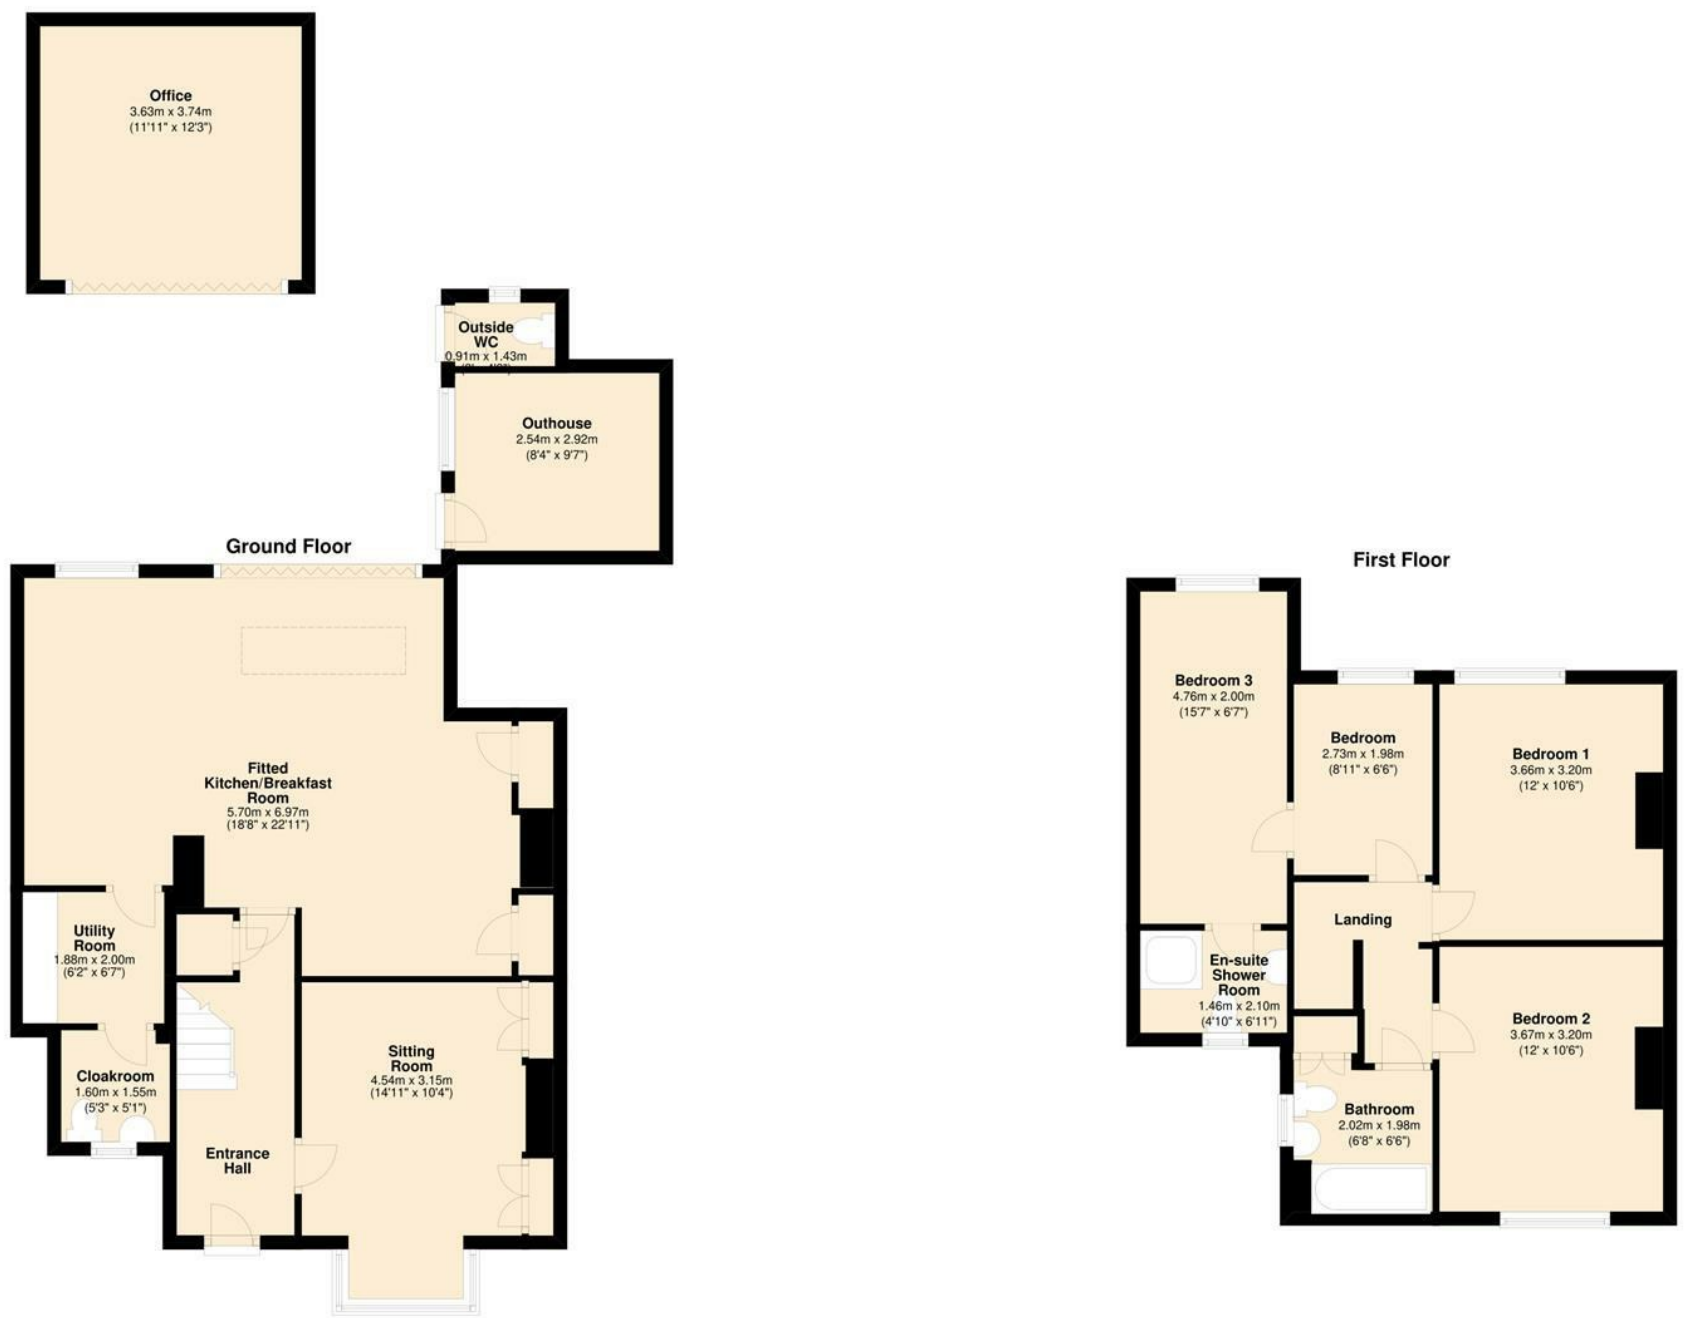 Office
3.63m x 3.74m
(11'11" x 12'3")
Outside
WC
0.91m x 1.43m
Outhouse
2.54m x 2.92m
(8'4" x 9'7")
Ground Floor
Fitted
Kitchen/Breakfast
Room
5.70m x 6.97m
(18'8" x 22'11")
Utility
Room
1.88m x 2.00m
(6'2" x 6'7")
Cloakroom
1.60m x 1.55m
(5'3" x 5'1")
Entrance
Hall
Sitting
Room
4.54m x 3.15m
(14'11" x 10'4")
First Floor
Bedroom 3
4.76m x 2.00m
(15'7" x 6'7")
Bedroom
2.73m x 1.98m
(8'11" x 6'6")
Bedroom 1
3.66m x 3.20m
(12' x 10'6")
Landing
En-suite
Shower
Room
1.46m x 2.10m
(4'10" x 6'11")
Bedroom 2
3.67m x 3.20m
(12' x 10'6")
Bathroom
2.02m x 1.98m
(6'8" x 6'6")